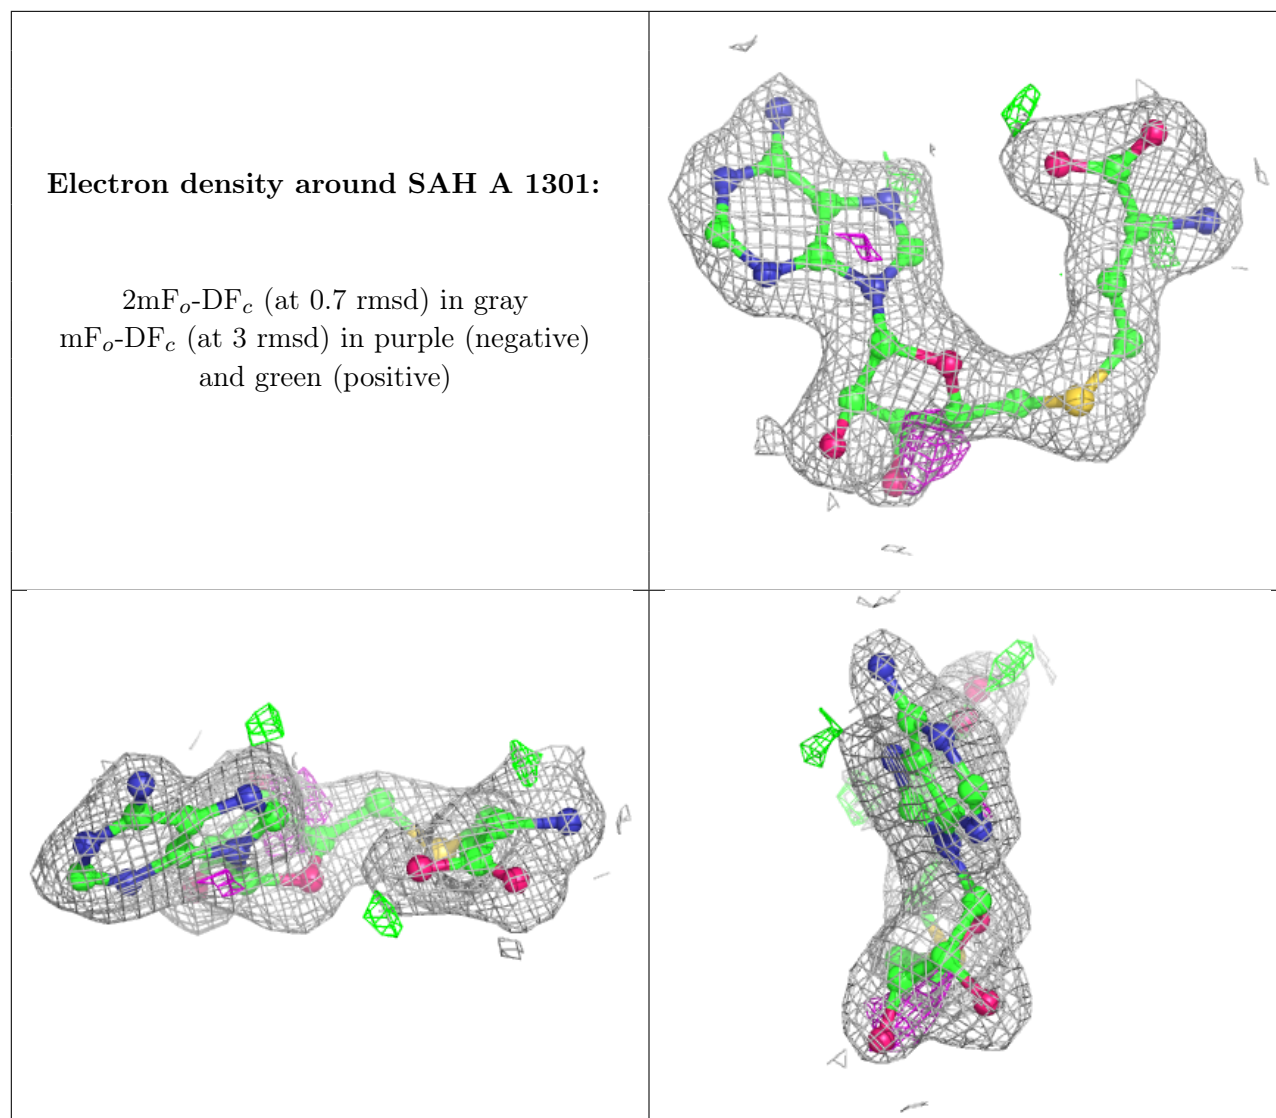 Electron density around SAH A 1301:
2mFo-DFc (at 0.7 rmsd) in gray
mFo-DFc (at 3 rmsd) in purple (negative)
and green (positive)